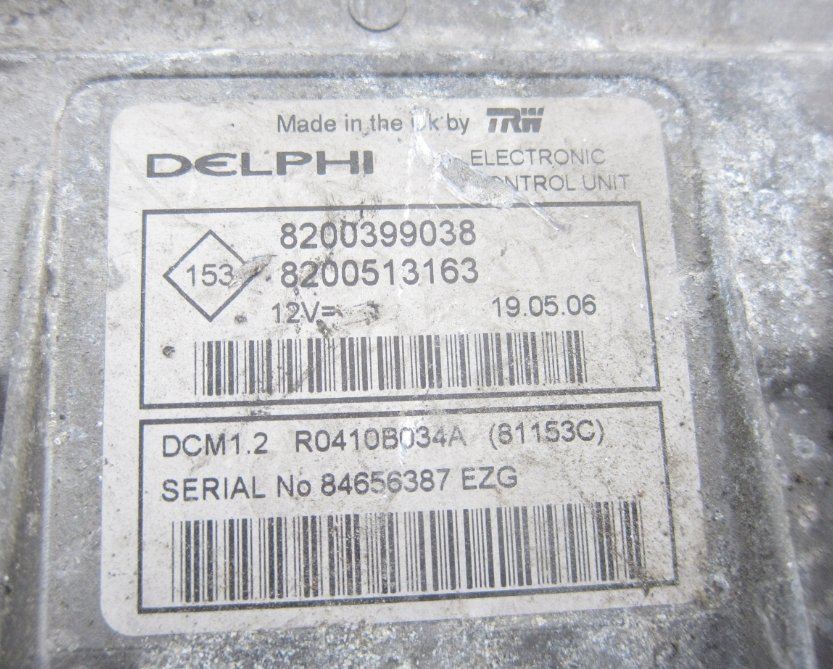 Made in the Uk by TRW
DELPHI
ELECTRONIC
CONTROL UNIT
8200399038
153
8200513163
12V=
19.05.06
DCM1.2 R0410B034A (81153C)
SERIAL No 84656387 EZG